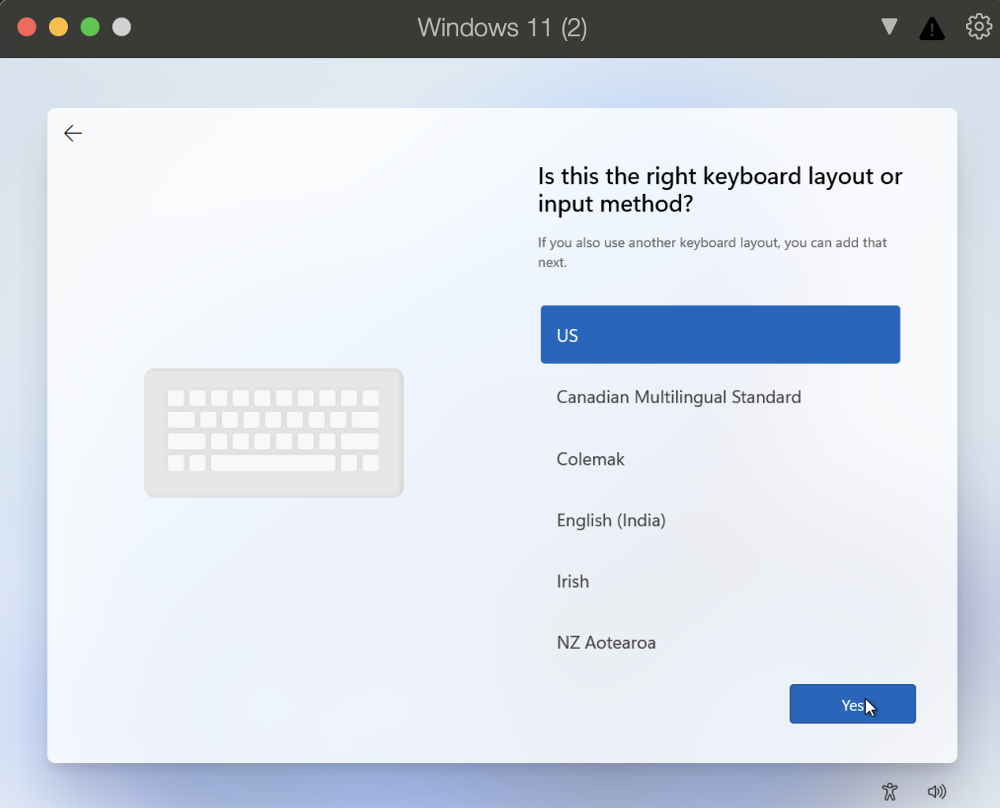 Windows 11 (2)
Is this the right keyboard layout or
input method?
If you also use another keyboard layout, you can add that
next.
US
Canadian Multilingual Standard
Colemak
English (India)
Irish
NZ Aotearoa
Yes